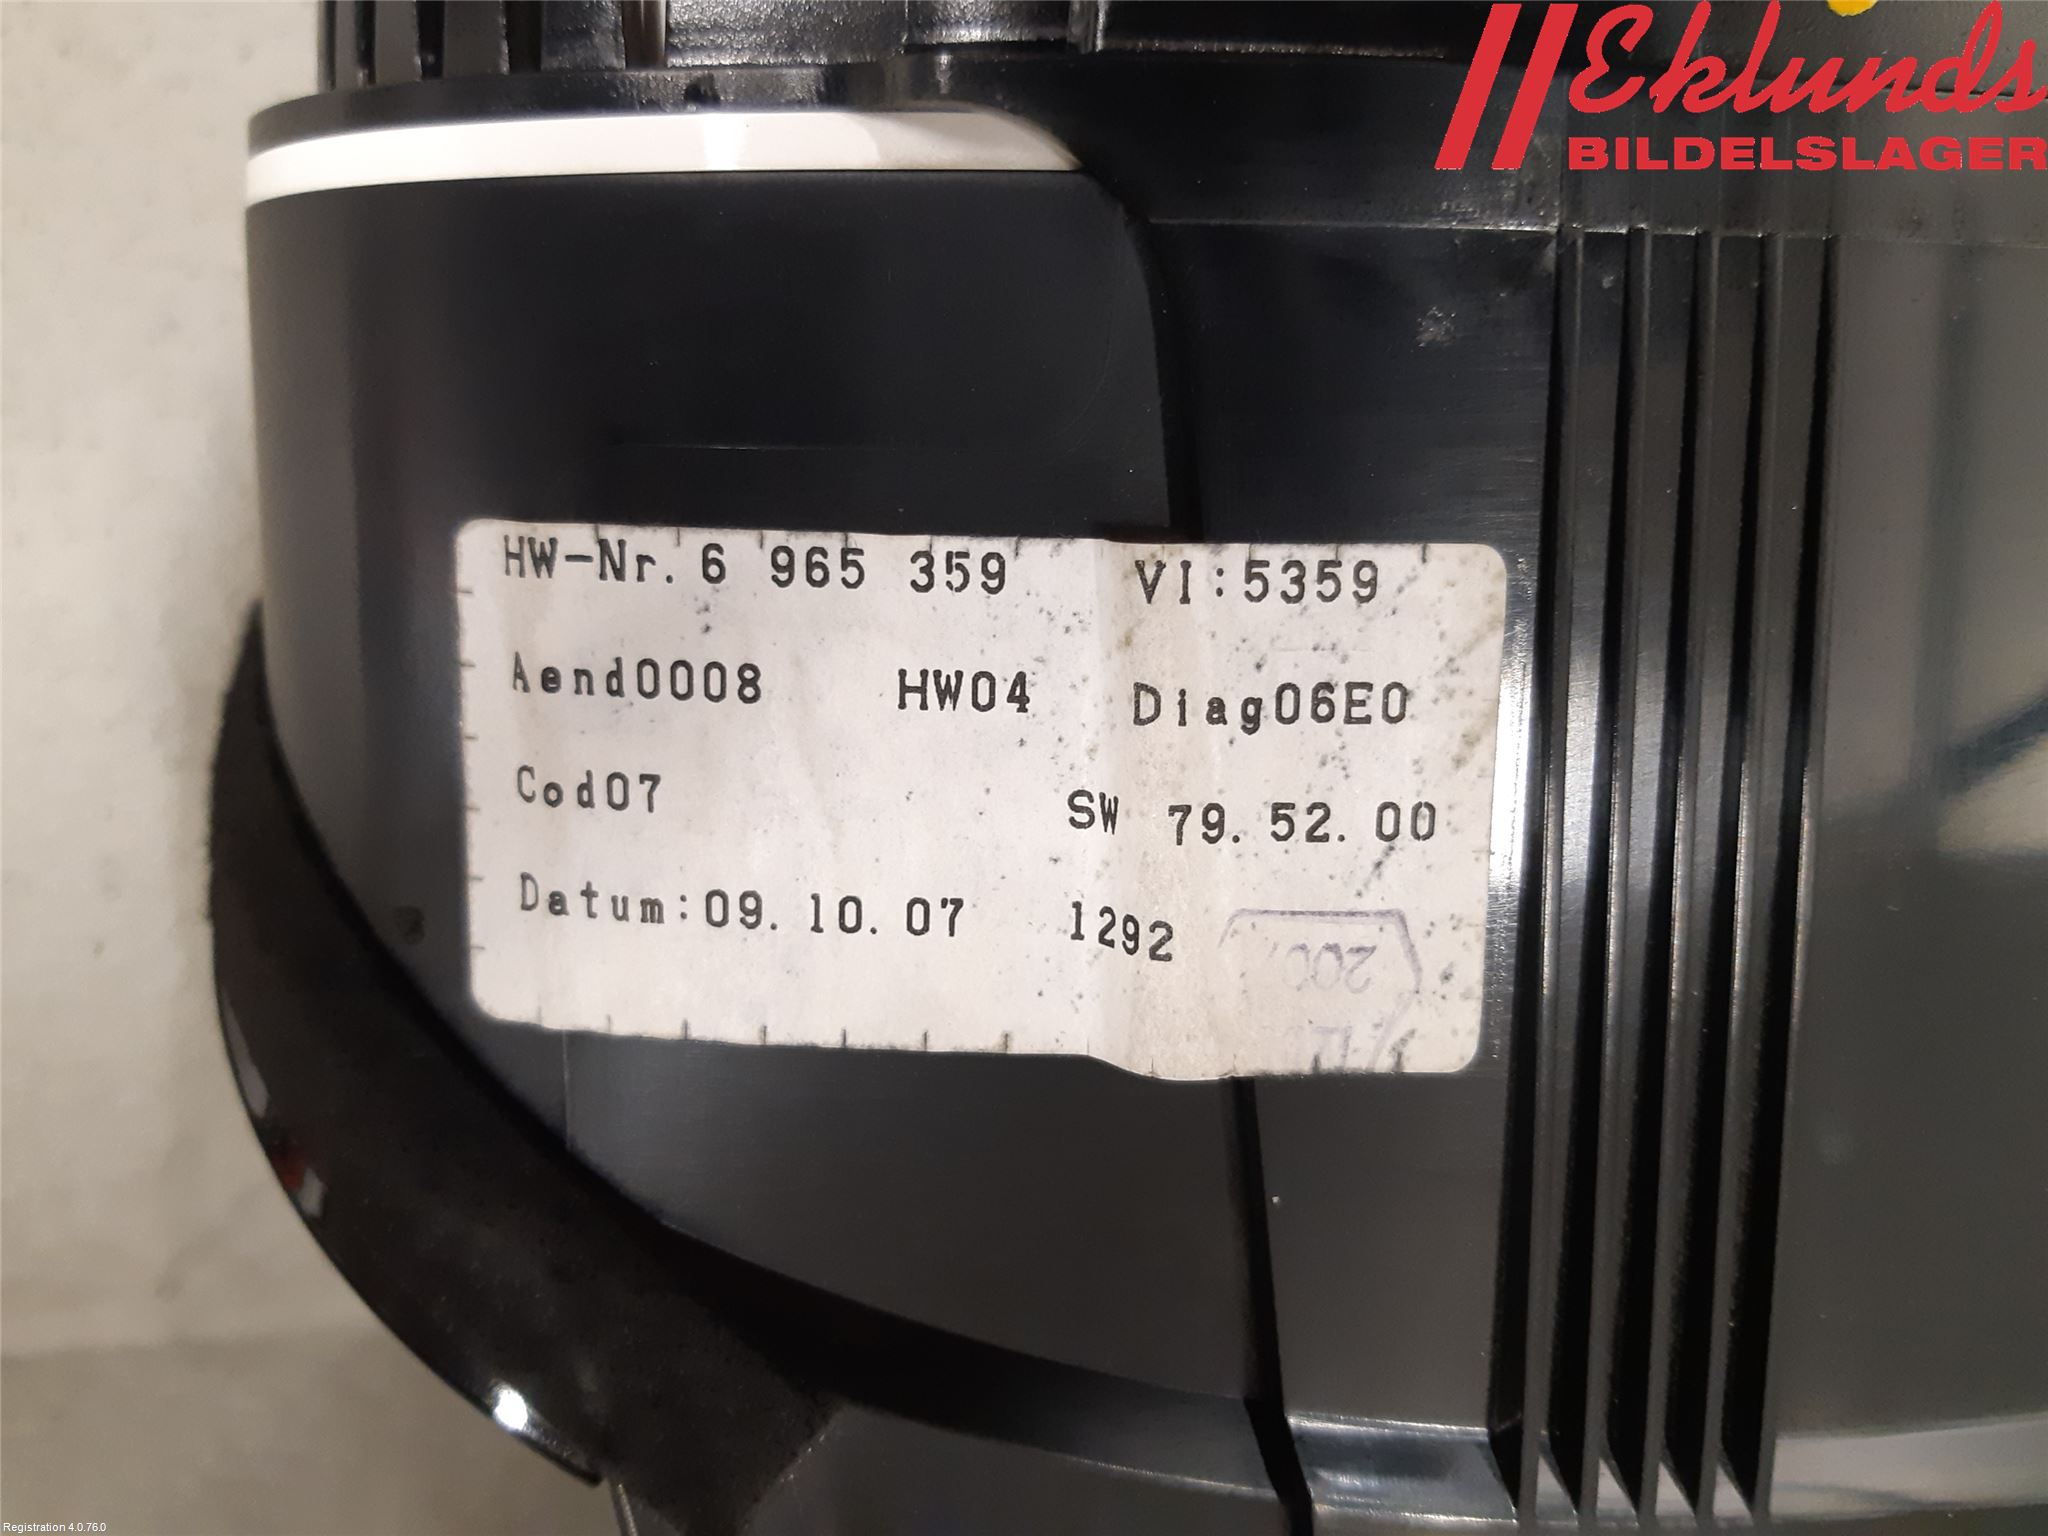 Eklunds
BILDELSLAGER
HW-Nr. 6 965 359 VI:5359
Aend0008 HW04 Diag06E0
Cod07 SW 79. 52. 00
Datum:09. 10. 07 1292
Registration 4.0.76.0